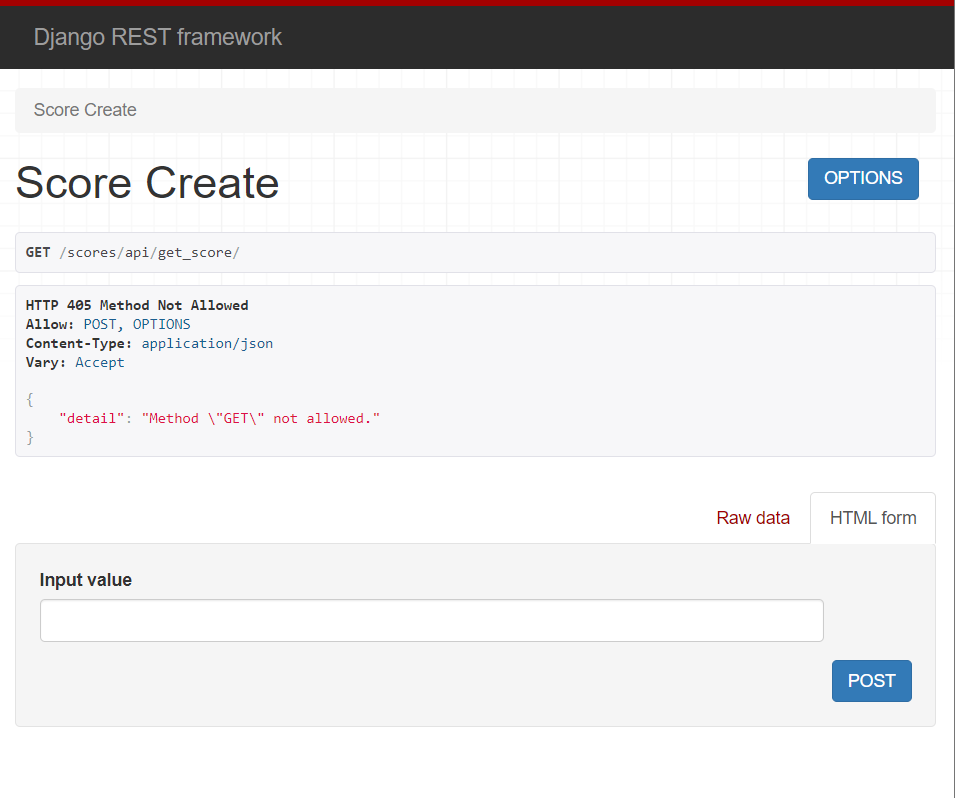 Django REST framework
Score Create
Score Create
OPTIONS
GET /scores/api/get_score/
HTTP 405 Method Not Allowed
Allow: POST, OPTIONS
Content-Type: application/json
Vary: Accept
{
    "detail": "Method \"GET\" not allowed."
}
Raw data HTML form
Input value
POST